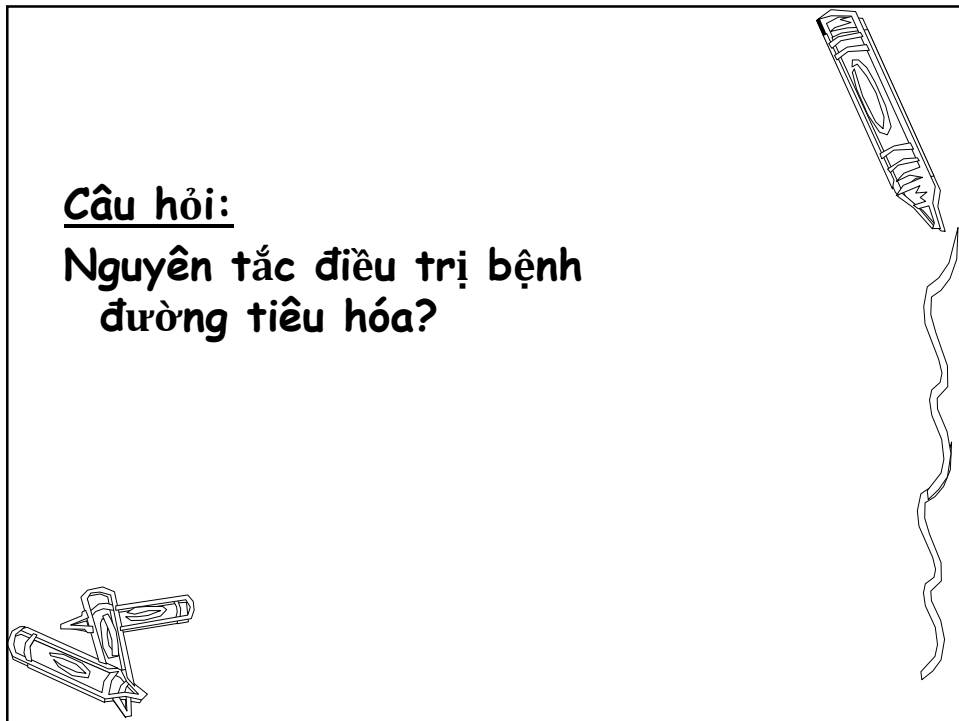 Câu hỏi:
Nguyên tắc điều trị bệnh
đường tiêu hóa?